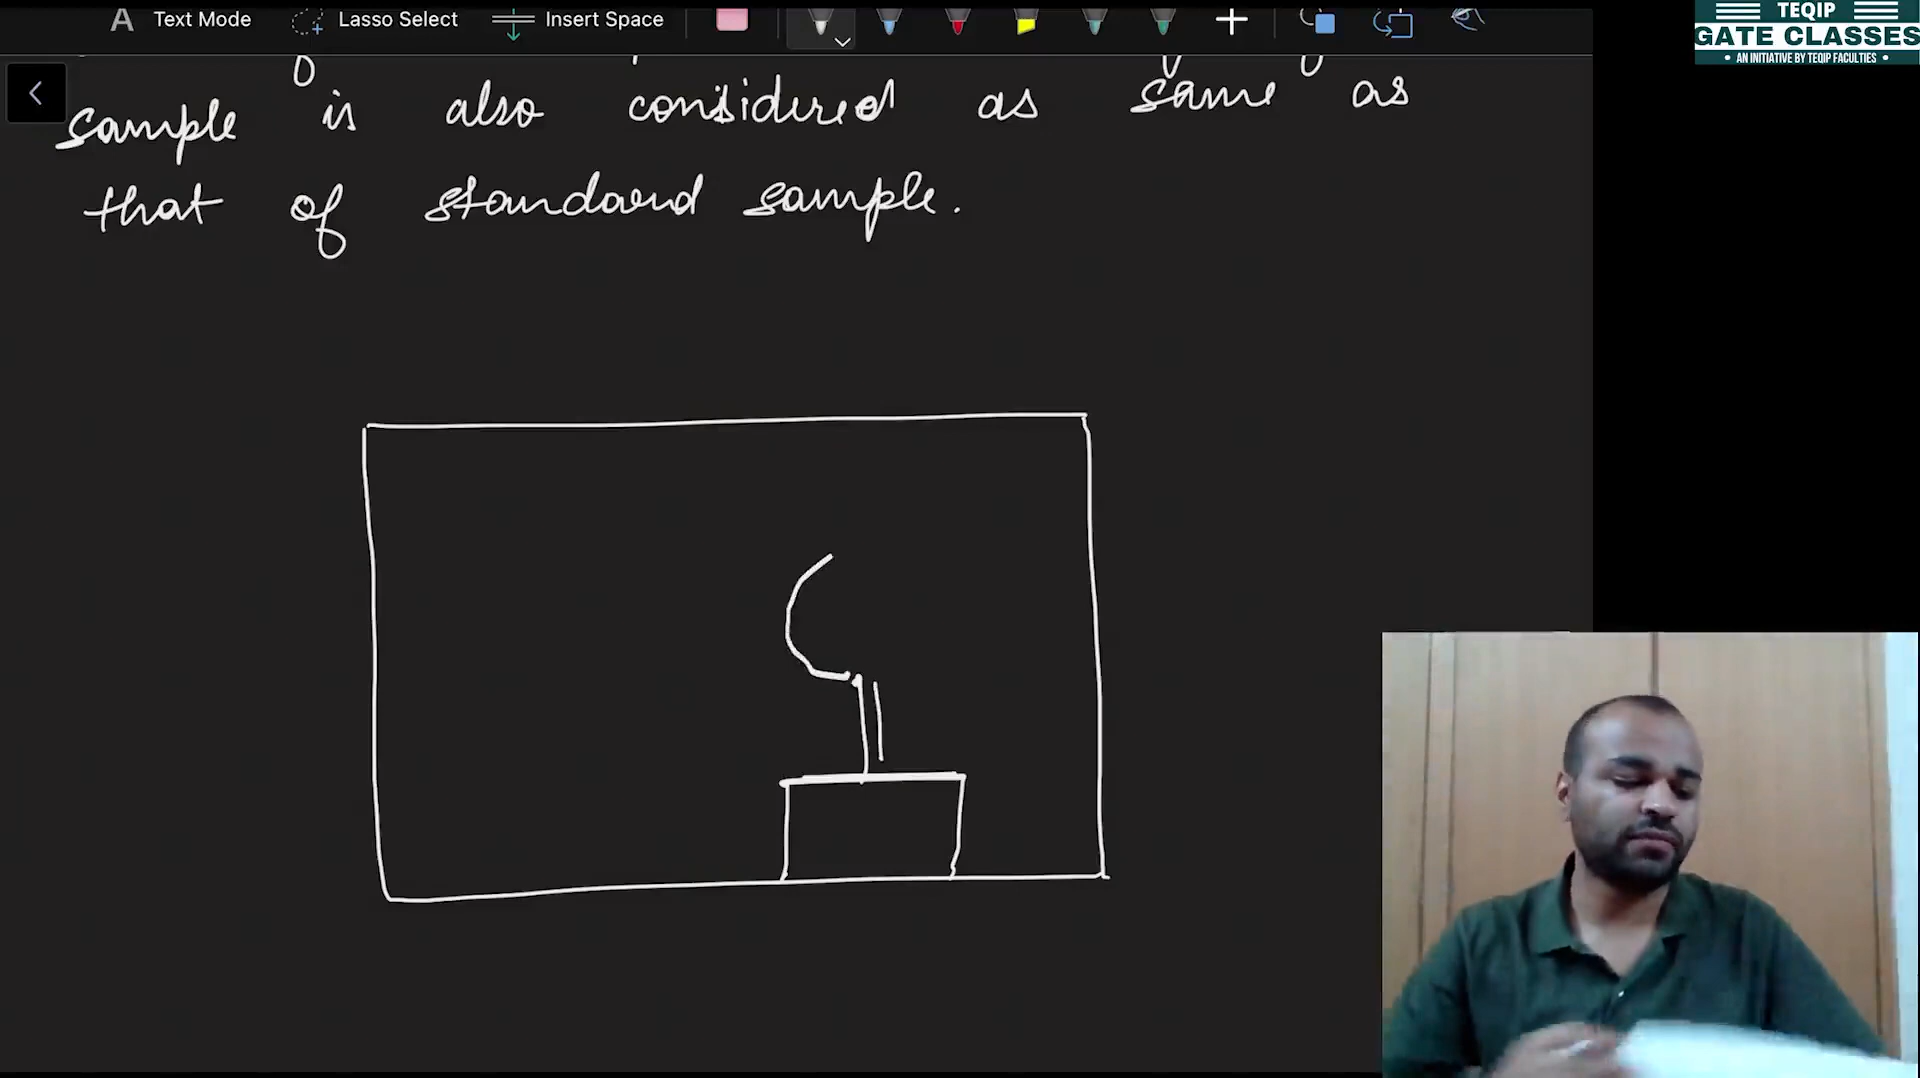 Text Mode Lasso Select Insert Space
TEQIP
GATE CLASSES
• AN INITIATIVE BY TEQIP FACULTIES •
sample is also considered as same as
that of standard sample.